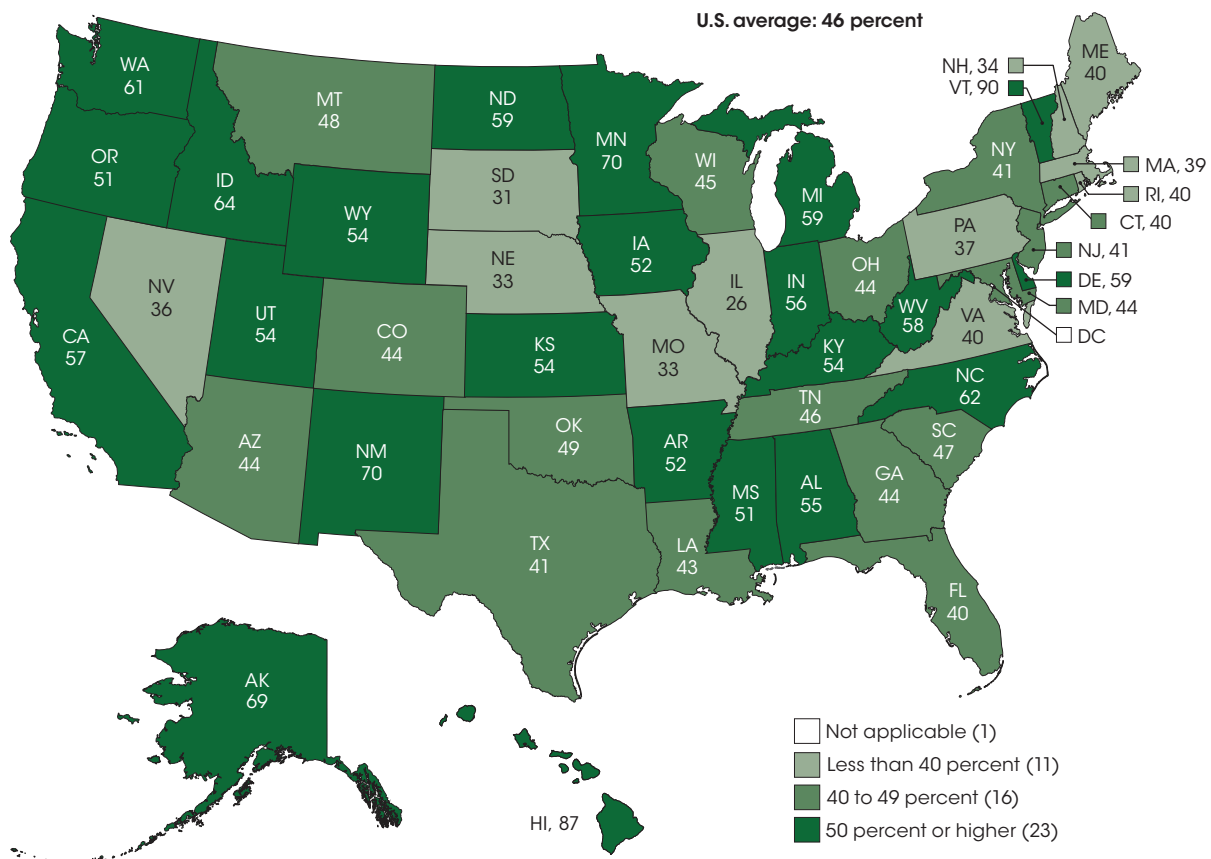 U.S. average: 46 percent
WA
61
OR
51
CA
57
ID
64
NV
36
MT
48
WY
54
UT
54
AZ
44
CO
44
NM
70
ND
59
SD
31
NE
33
KS
54
OK
49
TX
41
MN
70
IA
52
MO
33
AR
52
LA
43
WI
45
IL
26
MI
59
IN
56
OH
44
KY
54
TN
46
MS
51
AL
55
GA
44
FL
40
SC
47
NC
62
VA
40
WV
58
PA
37
NY
41
ME
40
NH, 34
VT, 90
MA, 39
RI, 40
CT, 40
NJ, 41
DE, 59
MD, 44
DC
AK
69
HI, 87
Not applicable (1)
Less than 40 percent (11)
40 to 49 percent (16)
50 percent or higher (23)